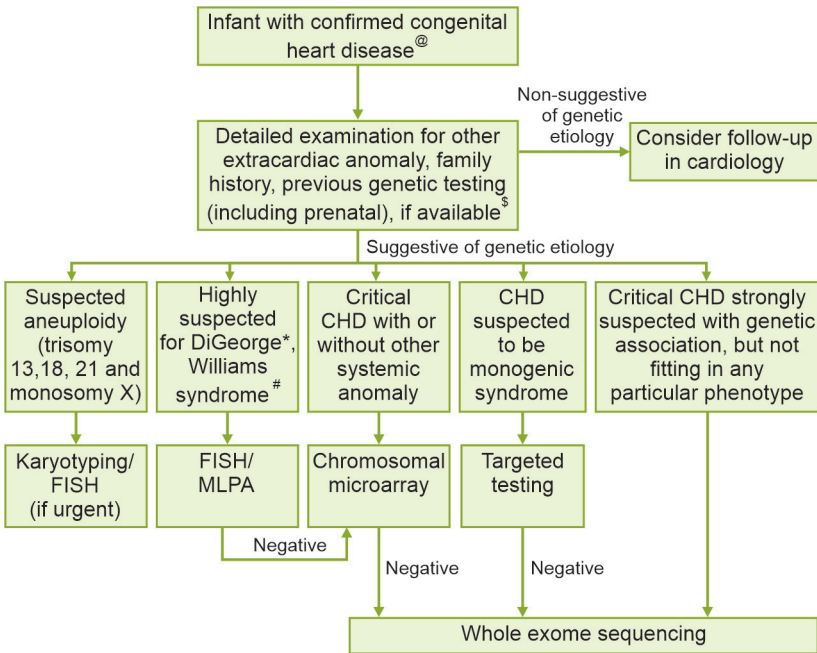 Infant with confirmed congenital
heart disease@
Non-suggestive
of genetic
etiology
Detailed examination for other
extracardiac anomaly, family
history, previous genetic testing
(including prenatal), if available$
Consider follow-up
in cardiology
Suggestive of genetic etiology
Suspected
aneuploidy
(trisomy
13,18, 21 and
monosomy X)
Highly
suspected
for DiGeorge*,
Williams
syndrome#
Critical
CHD with or
without other
systemic
anomaly
CHD
suspected
to be
monogenic
syndrome
Critical CHD strongly
suspected with genetic
association, but not
fitting in any
particular phenotype
Karyotyping/
FISH
(if urgent)
FISH/
MLPA
Chromosomal
microarray
Targeted
testing
Negative
Negative
Negative
Whole exome sequencing